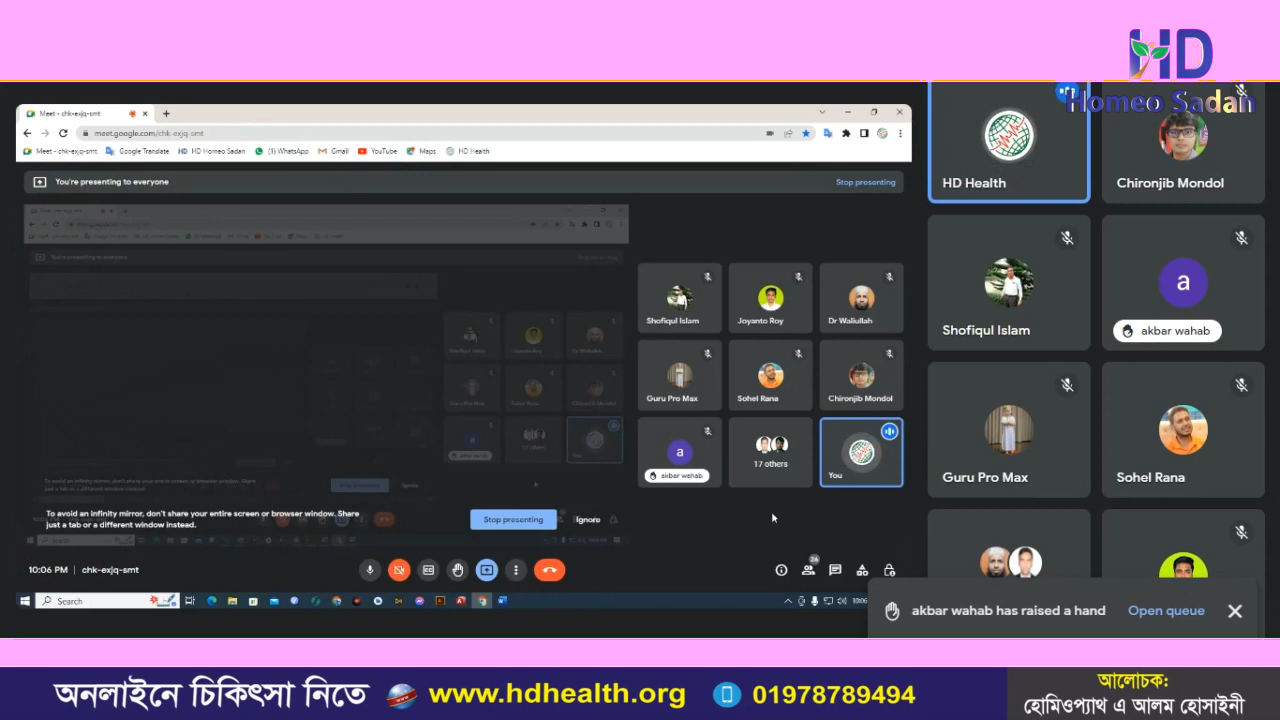 HD
Homeo Sadan
Meet - chk-exjq-smt
meet.google.com/chk-exjq-smt
Meet - chk-exjq-smt Google Translate HD HD Homeo Sadan (1) WhatsApp Gmail YouTube Maps HD Health
You're presenting to everyone Stop presenting
Shofiqul Islam Joyanto Roy Dr Waliullah
Guru Pro Max Sohel Rana Chironjib Mondol
a akbar wahab 17 others You
To avoid an infinity mirror, don't share your entire screen or browser window. Share
just a tab or a different window instead.
Stop presenting Ignore
10:06 PM chk-exjq-smt
Search
HD Health Chironjib Mondol
Shofiqul Islam a akbar wahab
Guru Pro Max Sohel Rana
akbar wahab has raised a hand Open queue
অনলাইনে চিকিৎসা নিতে www.hdhealth.org 01978789494
আলোচক:
হোমিওপ্যাথ এ আলম হোসাইনী